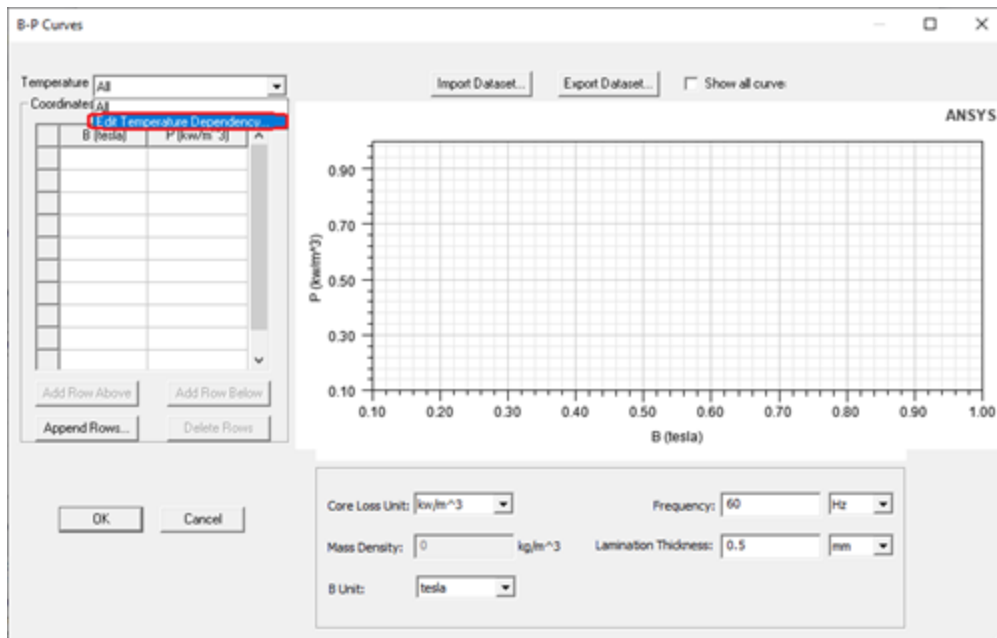 B-P Curves
Temperature All
Import Dataset... Export Dataset... Show all curve:
Coordinates All
Edit Temperature Dependency...
B (tesla) P (kw/m^3)
ANSYS
0.90
0.70
P (kw/m^3)
0.50
0.30
0.10
0.10 0.20 0.30 0.40 0.50 0.60 0.70 0.80 0.90 1.00
B (tesla)
Add Row Above Add Row Below
Append Rows... Delete Rows
OK Cancel
Core Loss Unit: kw/m^3 Frequency: 60 Hz
Mass Density: 0 kg/m^3 Lamination Thickness: 0.5 mm
B Unit: tesla